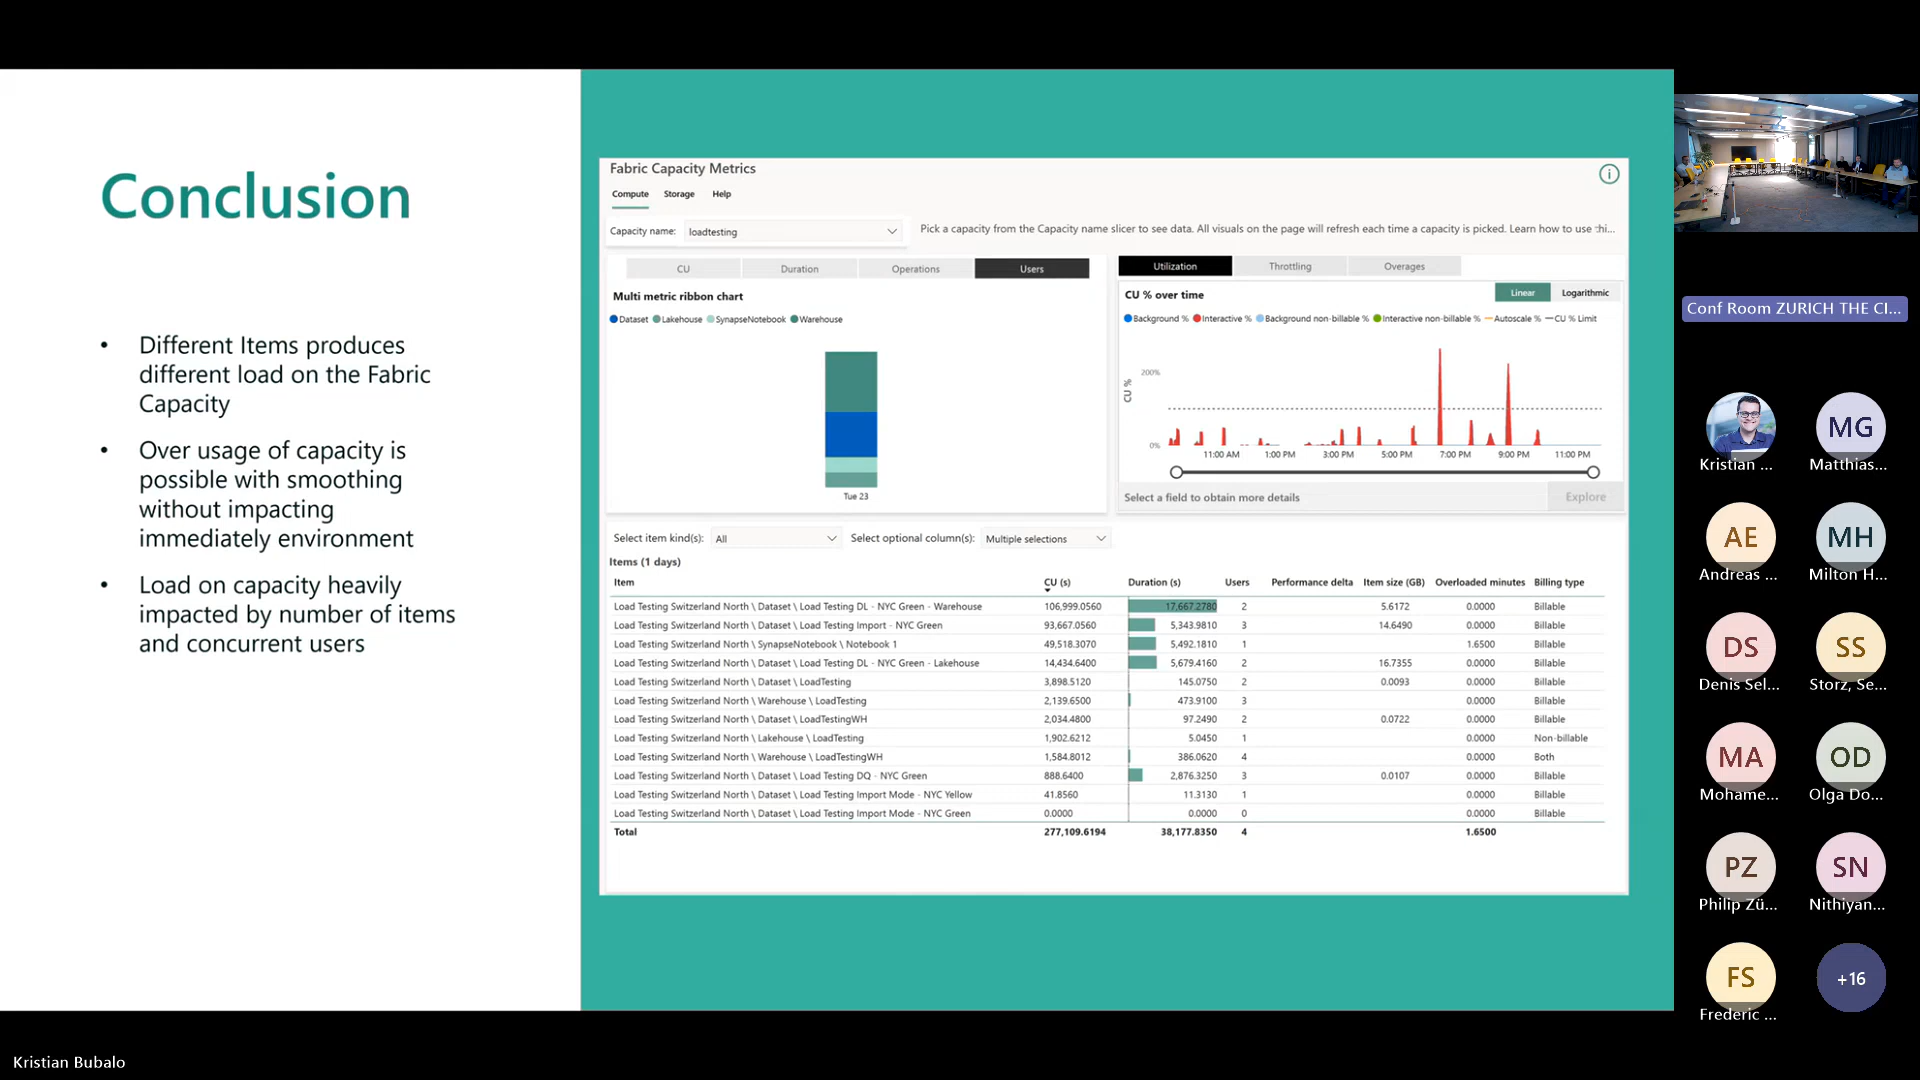 Conclusion
• Different Items produces
different load on the Fabric
Capacity
• Over usage of capacity is
possible with smoothing
without impacting
immediately environment
• Load on capacity heavily
impacted by number of items
and concurrent users
Fabric Capacity Metrics
Compute Storage Help
Capacity name: loadtesting
Pick a capacity from the Capacity name slicer to see data. All visuals on the page will refresh each time a capacity is picked. Learn how to use thi...
CU Duration Operations Users
Multi metric ribbon chart
Dataset Lakehouse SynapseNotebook Warehouse
Tue 23
Utilization Throttling Overages
CU % over time
Linear Logarithmic
Background % Interactive % Background non-billable % Interactive non-billable % Autoscale % CU % Limit
CU %
200%
0%
11:00 AM 1:00 PM 3:00 PM 5:00 PM 7:00 PM 9:00 PM 11:00 PM
Select a field to obtain more details
Explore
Select item kind(s): All Select optional column(s): Multiple selections
Items (1 days)
Item CU (s) Duration (s) Users Performance delta Item size (GB) Overloaded minutes Billing type
Load Testing Switzerland North \ Dataset \ Load Testing DL - NYC Green - Warehouse 106,999.0560 17,667.2780 2 5.6172 0.0000 Billable
Load Testing Switzerland North \ Dataset \ Load Testing Import - NYC Green 93,667.0560 5,343.9810 3 14.6490 0.0000 Billable
Load Testing Switzerland North \ SynapseNotebook \ Notebook 1 49,518.3070 5,492.1810 1 1.6500 Billable
Load Testing Switzerland North \ Dataset \ Load Testing DL - NYC Green - Lakehouse 14,434.6400 5,679.4160 2 16.7355 0.0000 Billable
Load Testing Switzerland North \ Dataset \ LoadTesting 3,898.5120 145.0750 2 0.0093 0.0000 Billable
Load Testing Switzerland North \ Warehouse \ LoadTesting 2,139.6500 473.9100 3 0.0000 Billable
Load Testing Switzerland North \ Dataset \ LoadTestingWH 2,034.4800 97.2490 2 0.0722 0.0000 Billable
Load Testing Switzerland North \ Lakehouse \ LoadTesting 1,902.6212 5.0450 1 0.0000 Non-billable
Load Testing Switzerland North \ Warehouse \ LoadTestingWH 1,584.8012 386.0620 4 0.0000 Both
Load Testing Switzerland North \ Dataset \ Load Testing DQ - NYC Green 888.6400 2,876.3250 3 0.0107 0.0000 Billable
Load Testing Switzerland North \ Dataset \ Load Testing Import Mode - NYC Yellow 41.8560 11.3130 1 0.0000 Billable
Load Testing Switzerland North \ Dataset \ Load Testing Import Mode - NYC Green 0.0000 0.0000 0 0.0000 Billable
Total 277,109.6194 38,177.8350 4 1.6500
Conf Room ZURICH THE CI...
Kristian ...
MG
Matthias...
AE
Andreas ...
MH
Milton H...
DS
Denis Sel...
SS
Storz, Se...
MA
Mohame...
OD
Olga Do...
PZ
Philip Zü...
SN
Nithiyan...
FS
Frederic ...
+16
Kristian Bubalo